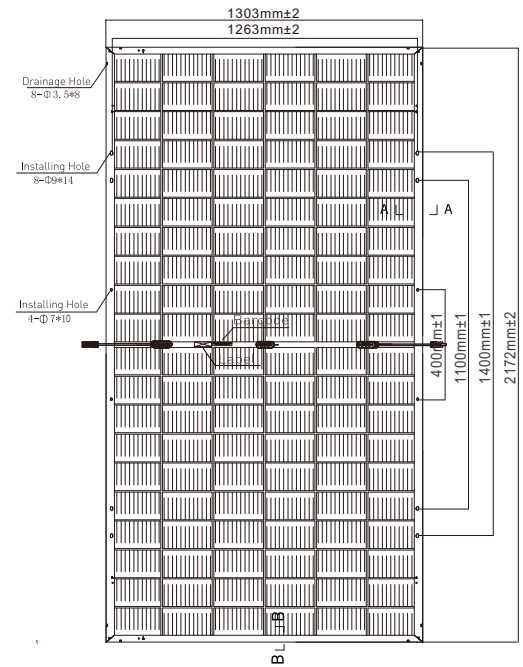 1303mm±2
1263mm±2
Drainage Hole
8-Φ3.5*8
Installing Hole
8-Φ9*14
A A
Installing Hole
4-Φ7*10
Barcode
Label
400mm±1
1100mm±1
1400mm±1
2172mm±2
B
B